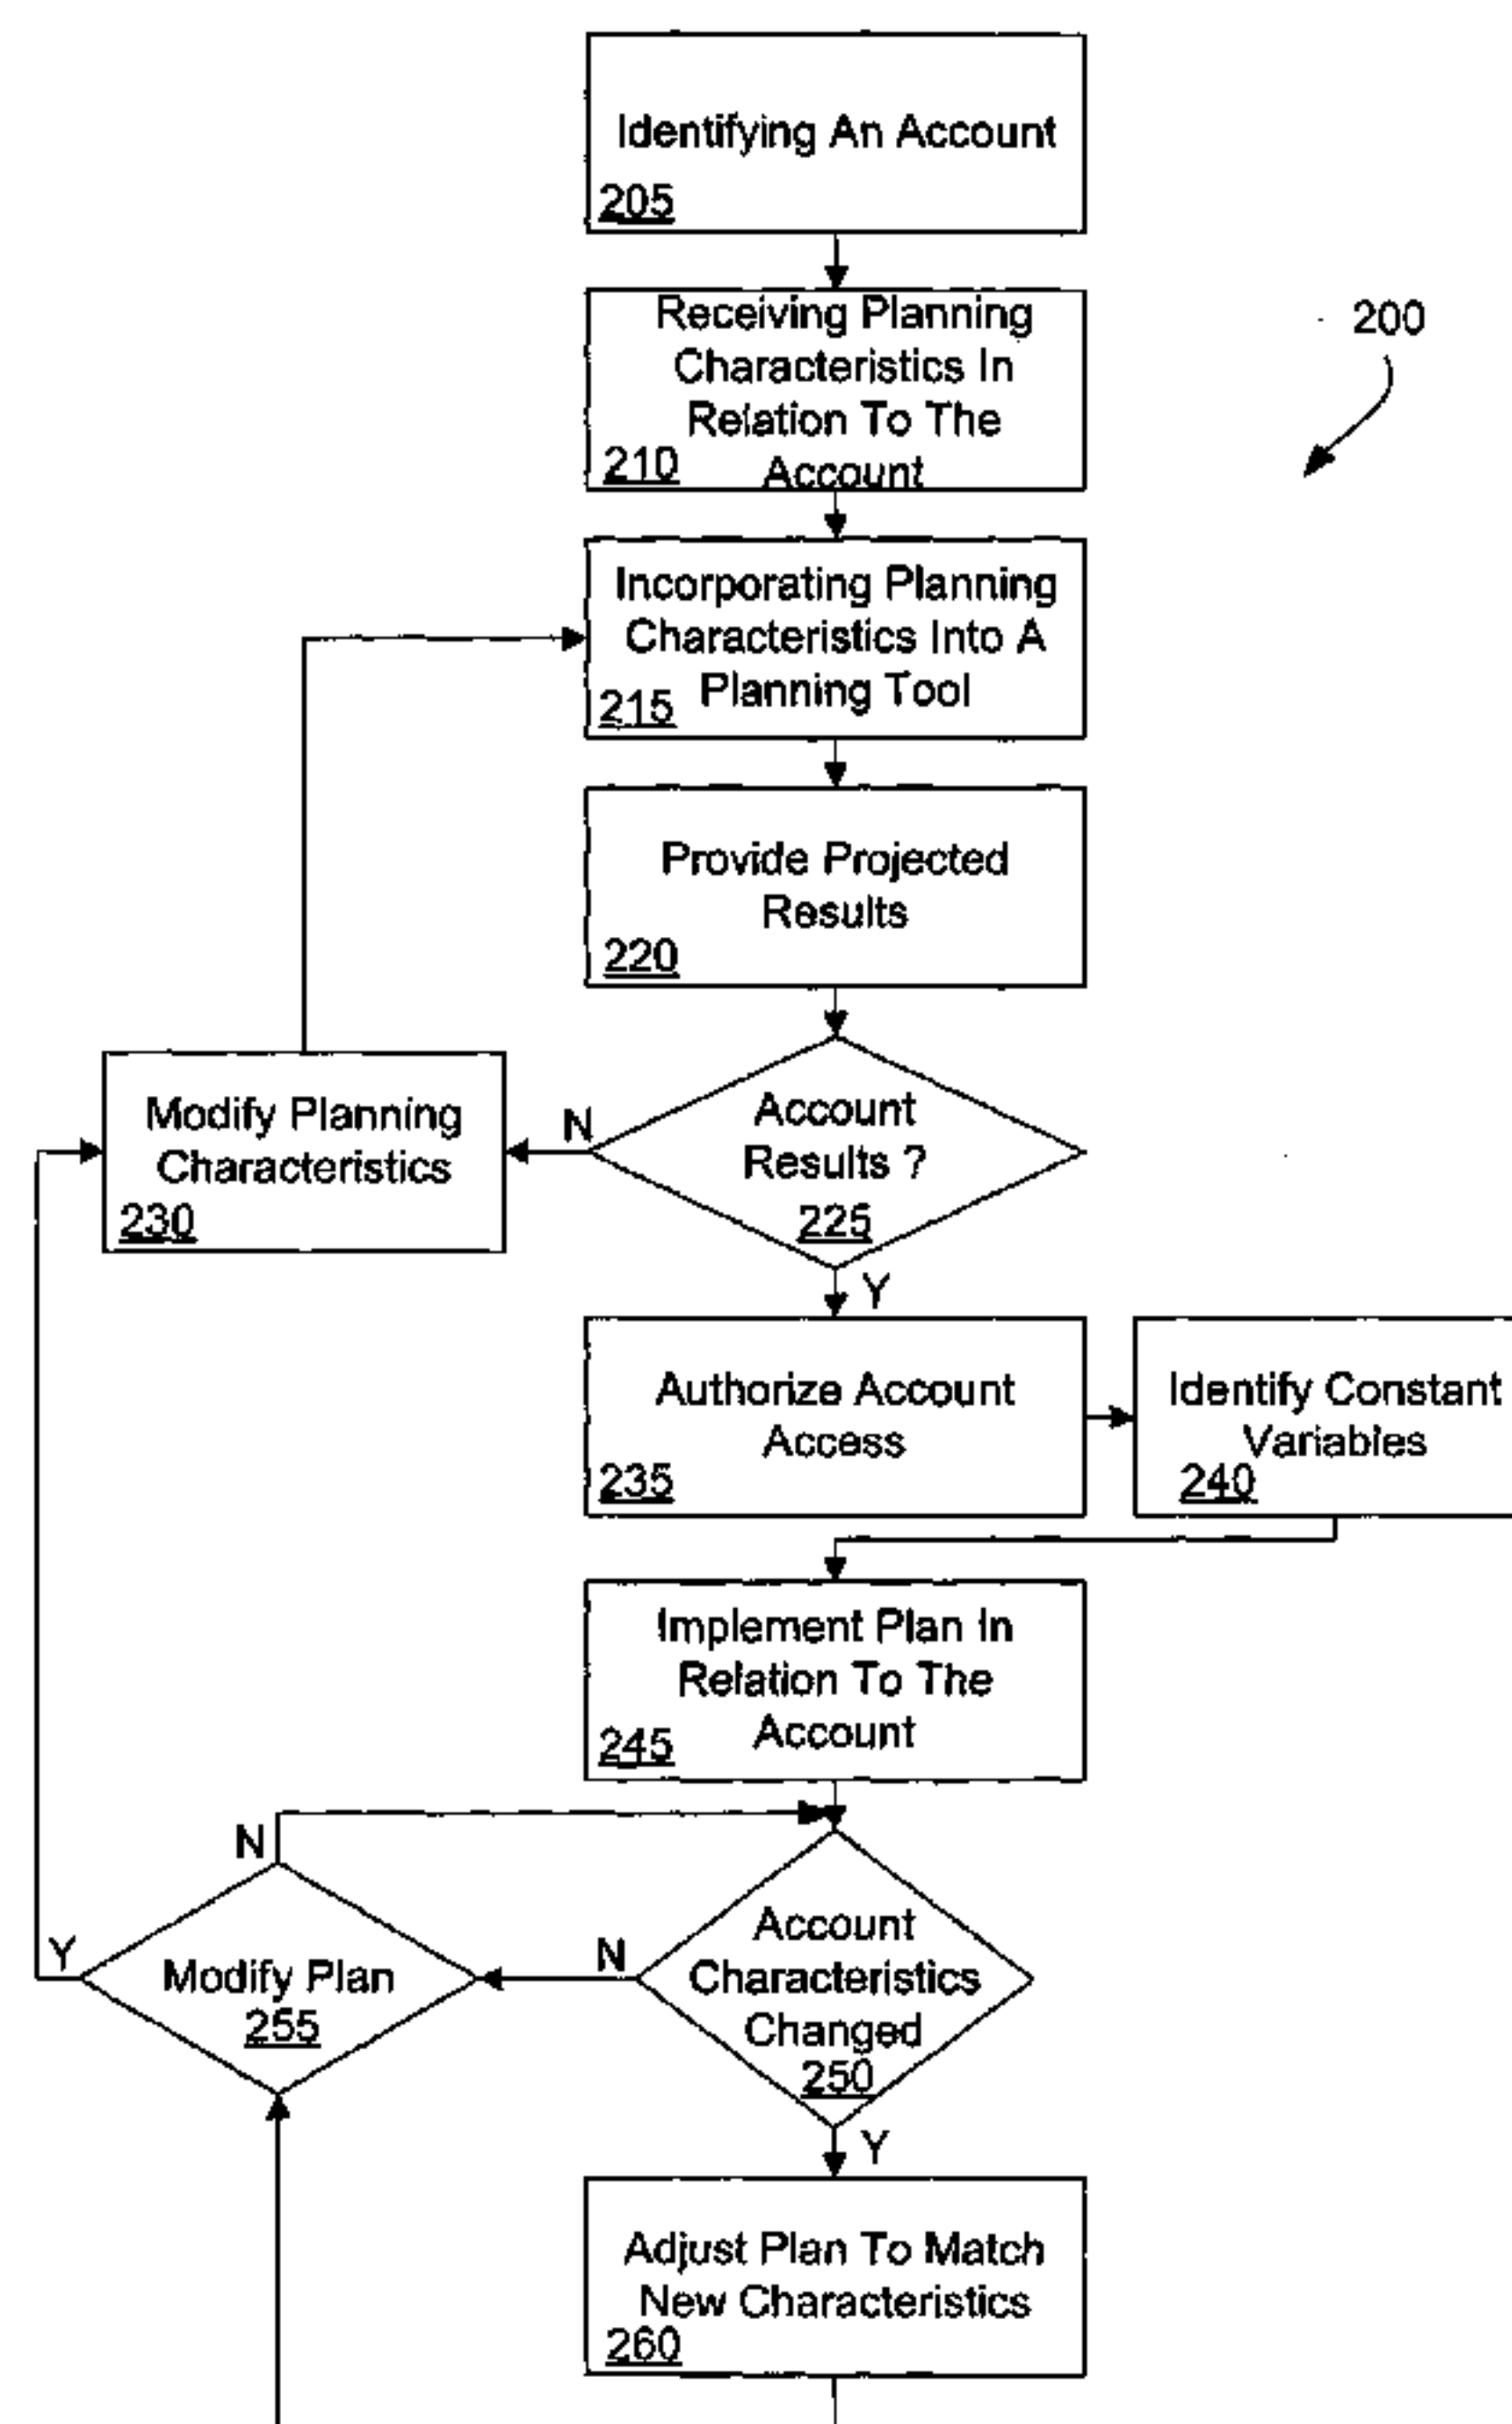 Identifying An Account
205
Receiving Planning
Characteristics In
Relation To The
Account
210
200
Incorporating Planning
Characteristics Into A
Planning Tool
215
Provide Projected
Results
220
Account
Results ?
225
N
Modify Planning
Characteristics
230
Y
Authorize Account
Access
235
Identify Constant
Variables
240
Implement Plan In
Relation To The
Account
245
Account
Characteristics
Changed
250
N
Modify Plan
255
N
Y
Y
Adjust Plan To Match
New Characteristics
260